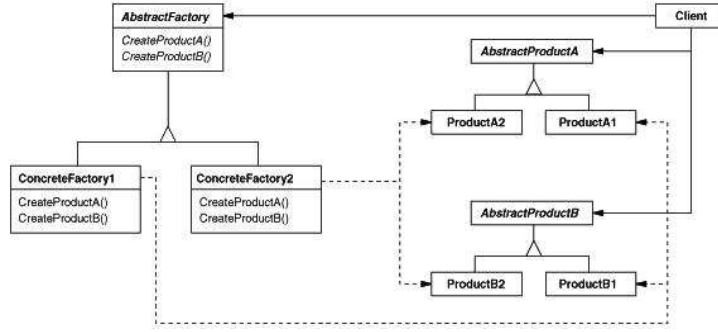 AbstractFactory
CreateProductA()
CreateProductB()
Client
AbstractProductA
ProductA2
ProductA1
ConcreteFactory1
CreateProductA()
CreateProductB()
ConcreteFactory2
CreateProductA()
CreateProductB()
AbstractProductB
ProductB2
ProductB1